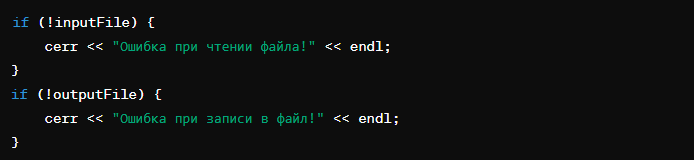 if (!inputFile) {
    cerr << "Ошибка при чтении файла!" << endl;
}
if (!outputFile) {
    cerr << "Ошибка при записи в файл!" << endl;
}